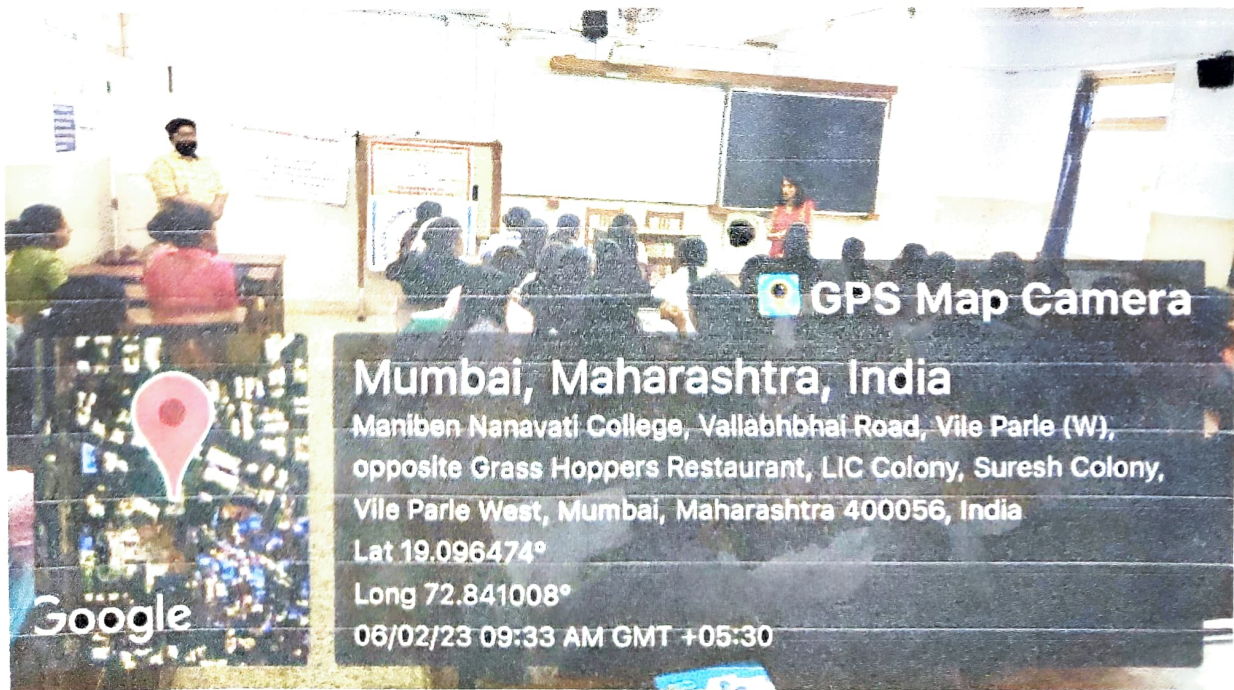 GPS Map Camera
Mumbai, Maharashtra, India
Maniben Nanavati College, Vallabhbhai Road, Vile Parle (W),
opposite Grass Hoppers Restaurant, LIC Colony, Suresh Colony,
Vile Parle West, Mumbai, Maharashtra 400056, India
Lat 19.096474°
Long 72.841008°
06/02/23 09:33 AM GMT +05:30
Google